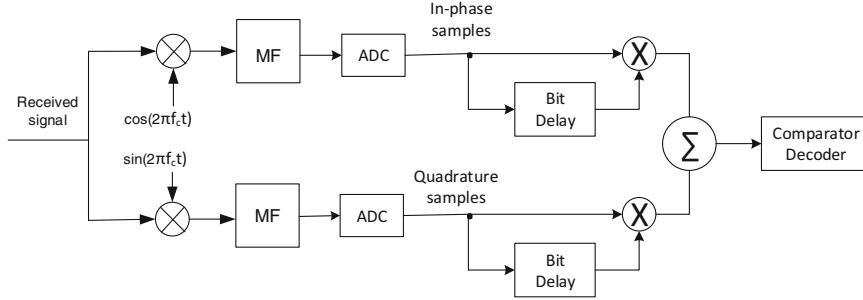 In-phase
samples
MF
ADC
X
Received
signal
cos(2πfct)
Bit
Delay
sin(2πfct)
Σ
Comparator
Decoder
Quadrature
samples
MF
ADC
X
Bit
Delay